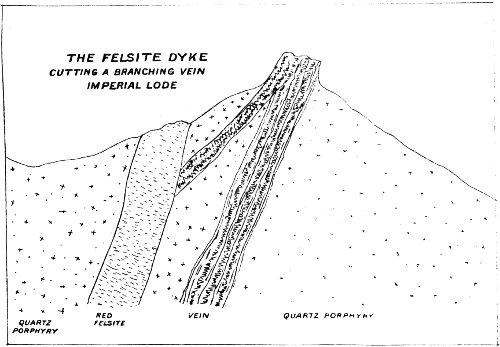 THE FELSITE DYKE
CUTTING A BRANCHING VEIN
IMPERIAL LODE
QUARTZ
PORPHYRY
RED
FELSITE
VEIN
QUARTZ PORPHYRY